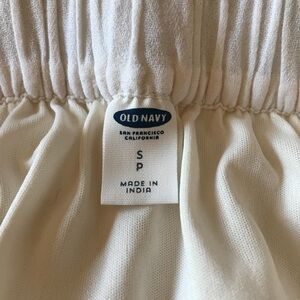 OLD NAVY
SAN FRANCISCO
CALIFORNIA
S
P
MADE IN
INDIA